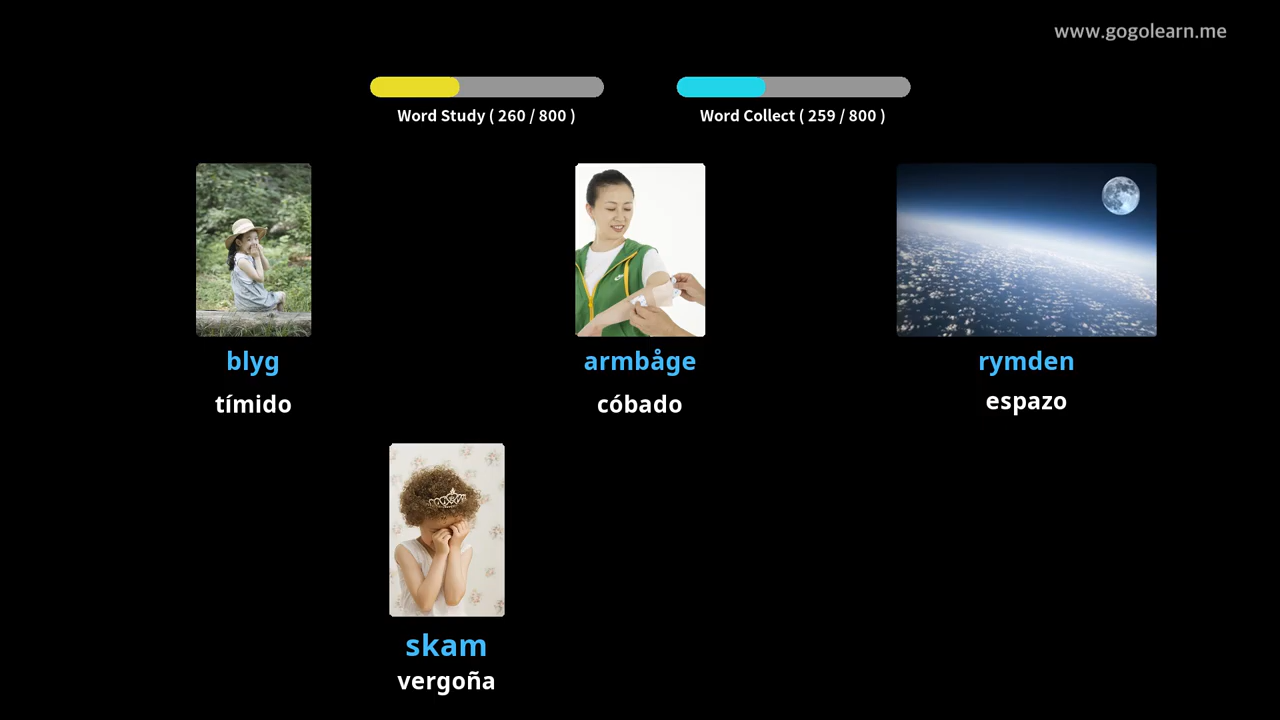 www.gogolearn.me
Word Study ( 260 / 800 )
Word Collect ( 259 / 800 )
blyg
tímido
armbåge
cóbado
rymden
espazo
skam
vergoña